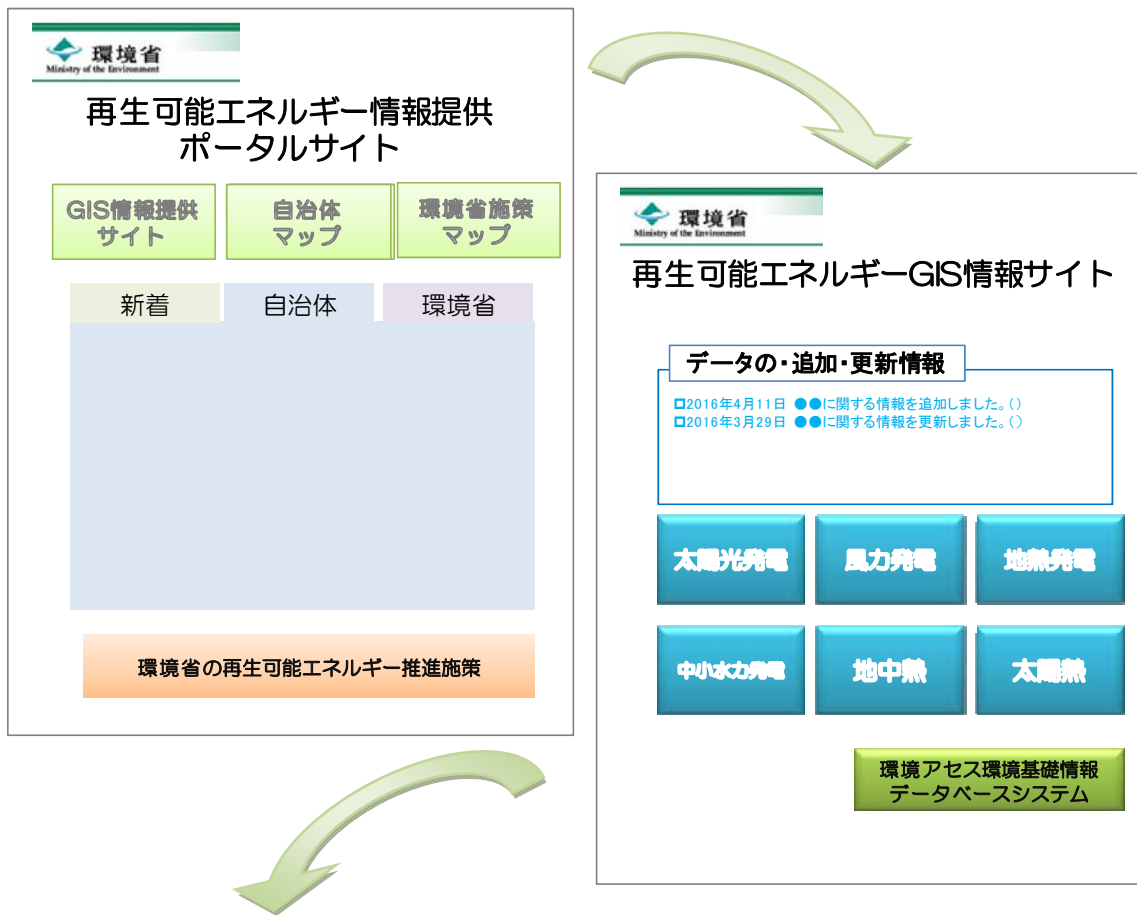 環境省
Ministry of the Environment
再生可能エネルギー情報提供
ポータルサイト
GIS情報提供
サイト
自治体
マップ
環境省施策
マップ
新着
自治体
環境省
環境省の再生可能エネルギー推進施策
環境省
Ministry of the Environment
再生可能エネルギーGIS情報サイト
データの・追加・更新情報
□2016年4月11日 ●●に関する情報を追加しました。()
□2016年3月29日 ●●に関する情報を更新しました。()
太陽光発電
風力発電
地熱発電
中小水力発電
地中熱
太陽熱
環境アセス環境基礎情報
データベースシステム